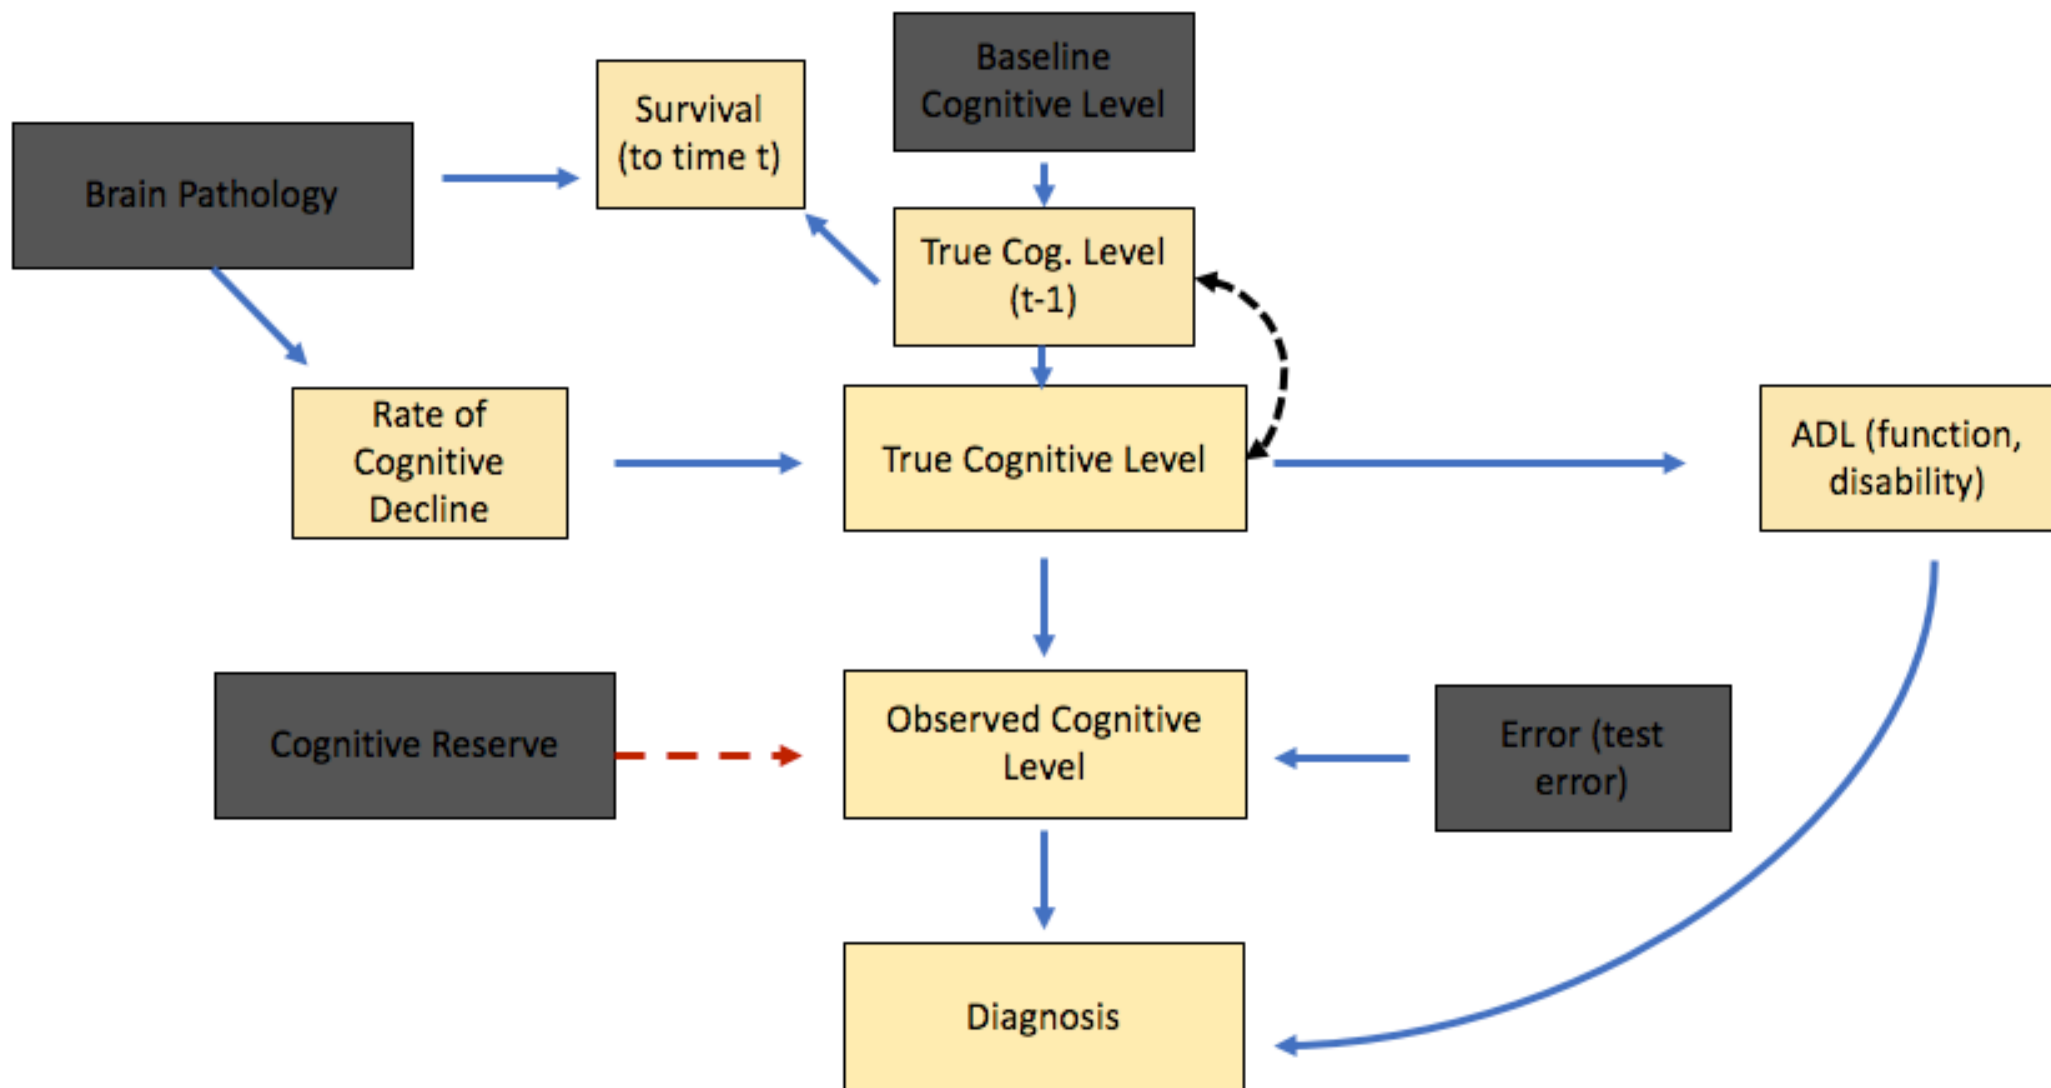 Baseline
Cognitive Level
Survival
(to time t)
Brain Pathology
True Cog. Level
(t-1)
Rate of
Cognitive
Decline
True Cognitive Level
ADL (function,
disability)
Cognitive Reserve
Observed Cognitive
Level
Error (test
error)
Diagnosis